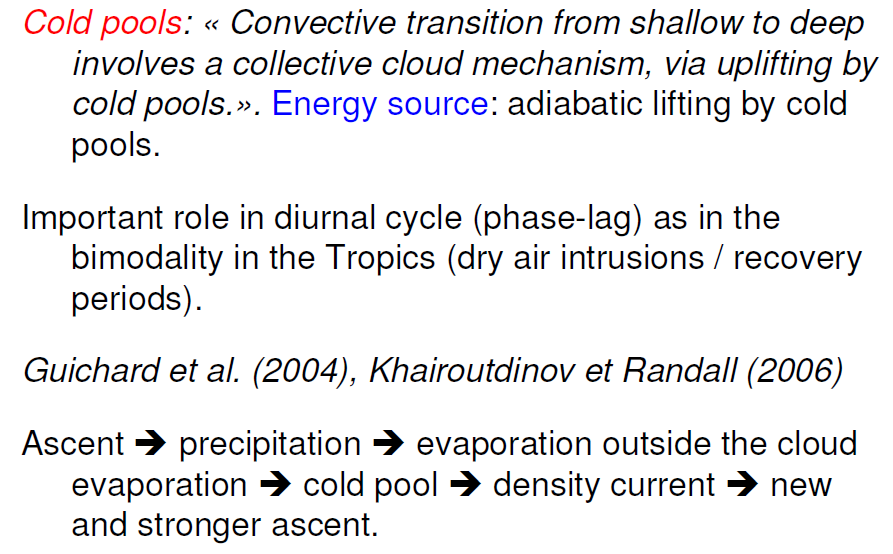 Cold pools: « Convective transition from shallow to deep
involves a collective cloud mechanism, via uplifting by
cold pools.». Energy source: adiabatic lifting by cold
pools.
Important role in diurnal cycle (phase-lag) as in the
bimodality in the Tropics (dry air intrusions / recovery
periods).
Guichard et al. (2004), Khairoutdinov et Randall (2006)
Ascent ➔ precipitation ➔ evaporation outside the cloud
evaporation ➔ cold pool ➔ density current ➔ new
and stronger ascent.